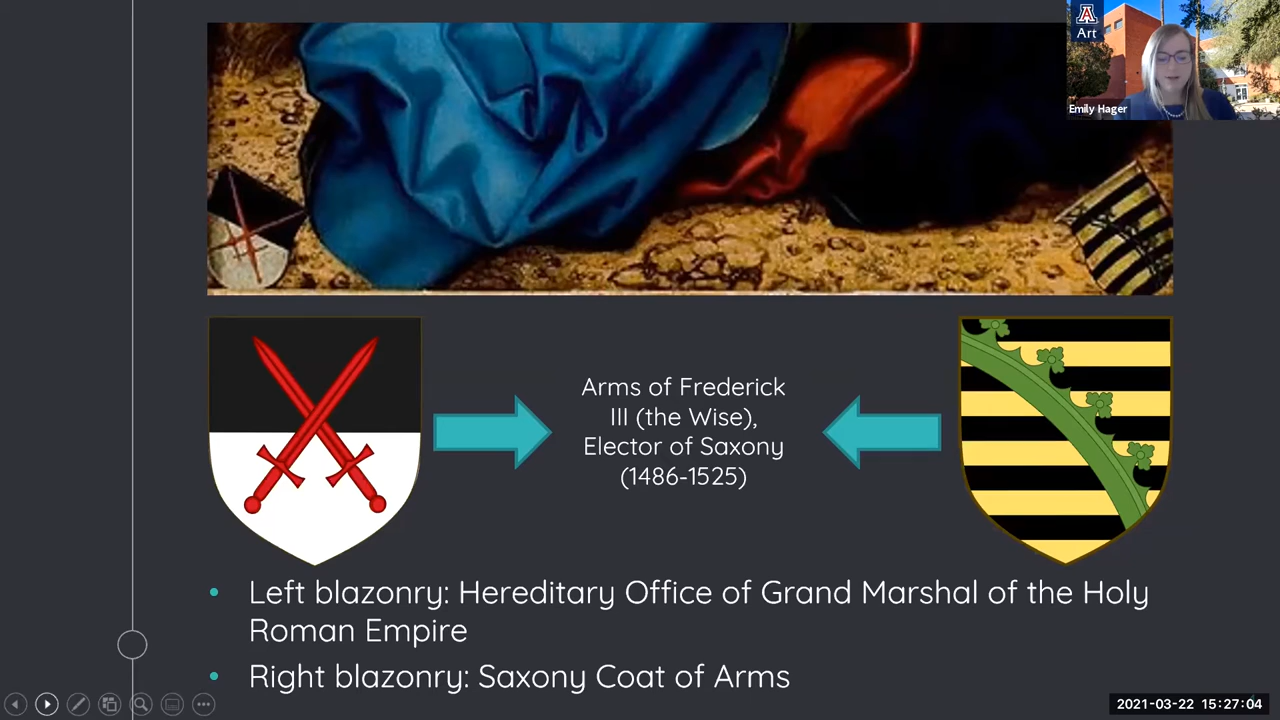 Art
Emily Hager
Arms of Frederick
III (the Wise),
Elector of Saxony
(1486-1525)
• Left blazonry: Hereditary Office of Grand Marshal of the Holy
Roman Empire
• Right blazonry: Saxony Coat of Arms
2021-03-22 15:27:04